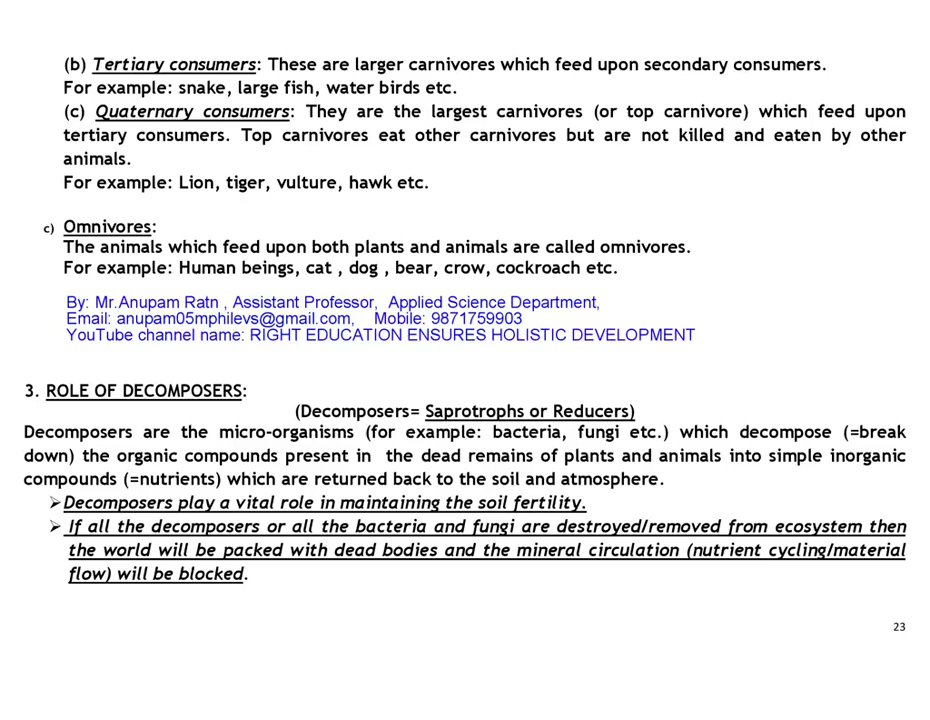 (b) Tertiary consumers: These are larger carnivores which feed upon secondary consumers.
For example: snake, large fish, water birds etc.
(c) Quaternary consumers: They are the largest carnivores (or top carnivore) which feed upon
tertiary consumers. Top carnivores eat other carnivores but are not killed and eaten by other
animals.
For example: Lion, tiger, vulture, hawk etc.
c) Omnivores:
The animals which feed upon both plants and animals are called omnivores.
For example: Human beings, cat , dog , bear, crow, cockroach etc.
By: Mr.Anupam Ratn , Assistant Professor, Applied Science Department,
Email: anupam05mphilevs@gmail.com, Mobile: 9871759903
YouTube channel name: RIGHT EDUCATION ENSURES HOLISTIC DEVELOPMENT
3. ROLE OF DECOMPOSERS:
(Decomposers= Saprotrophs or Reducers)
Decomposers are the micro-organisms (for example: bacteria, fungi etc.) which decompose (=break
down) the organic compounds present in the dead remains of plants and animals into simple inorganic
compounds (=nutrients) which are returned back to the soil and atmosphere.
➢Decomposers play a vital role in maintaining the soil fertility.
➢ If all the decomposers or all the bacteria and fungi are destroyed/removed from ecosystem then
the world will be packed with dead bodies and the mineral circulation (nutrient cycling/material
flow) will be blocked.
23